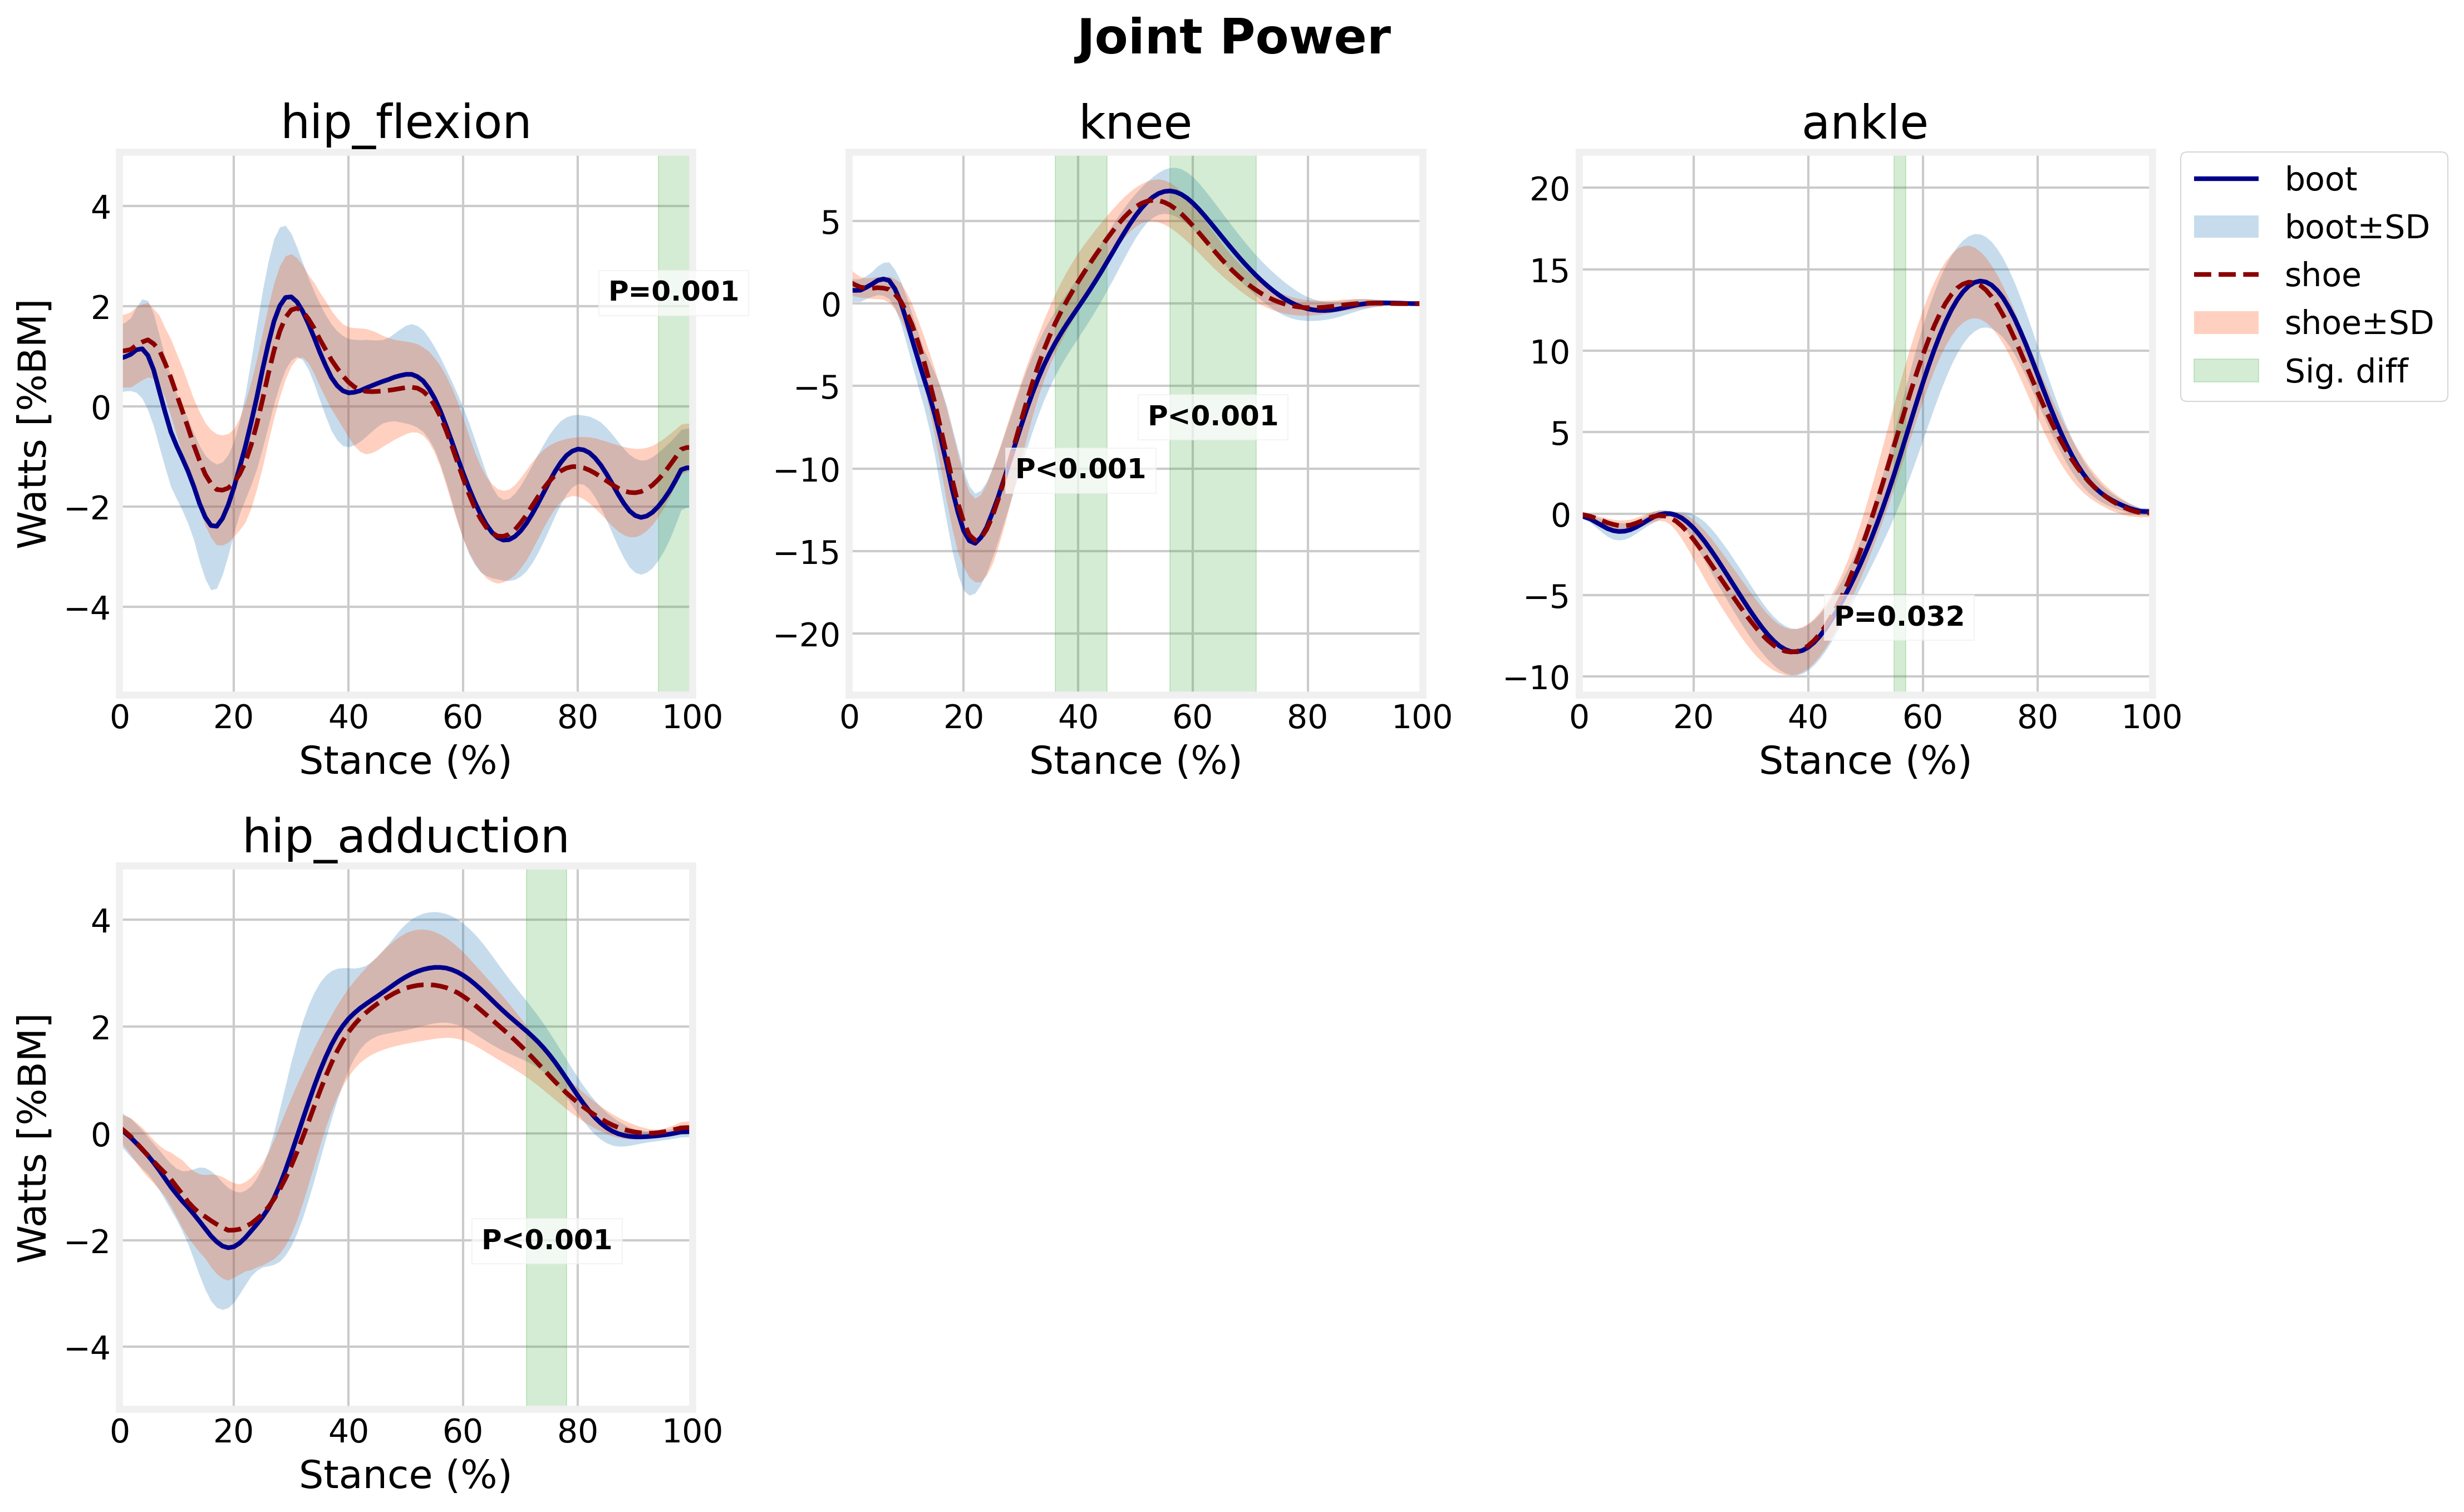 Joint Power
hip_flexion
knee
ankle
Watts [%BM]
4
2
0
−2
−4
P=0.001
0 20 40 60 80 100
Stance (%)
5
0
−5
−10
−15
−20
P<0.001
P<0.001
0 20 40 60 80 100
Stance (%)
20
15
10
5
0
−5
−10
P=0.032
0 20 40 60 80 100
Stance (%)
boot
boot±SD
shoe
shoe±SD
Sig. diff
hip_adduction
Watts [%BM]
4
2
0
−2
−4
P<0.001
0 20 40 60 80 100
Stance (%)